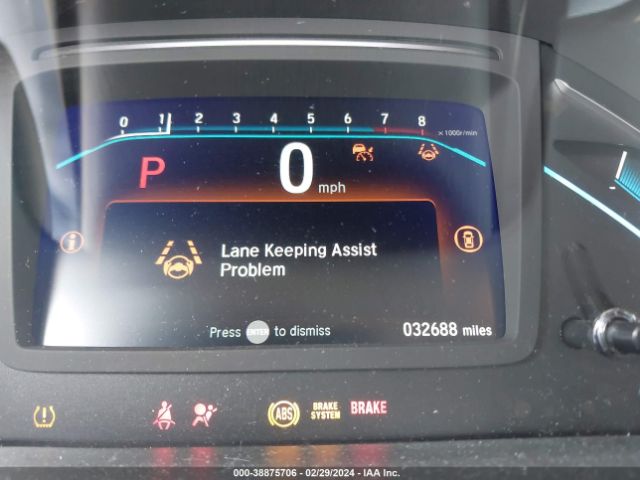 0 1 2 3 4 5 6 7 8
x1000r/min
P 0 mph
i
Lane Keeping Assist
Problem
Press ENTER to dismiss
032688 miles
ABS BRAKE SYSTEM BRAKE
000-38875706 - 02/29/2024 - IAA Inc.